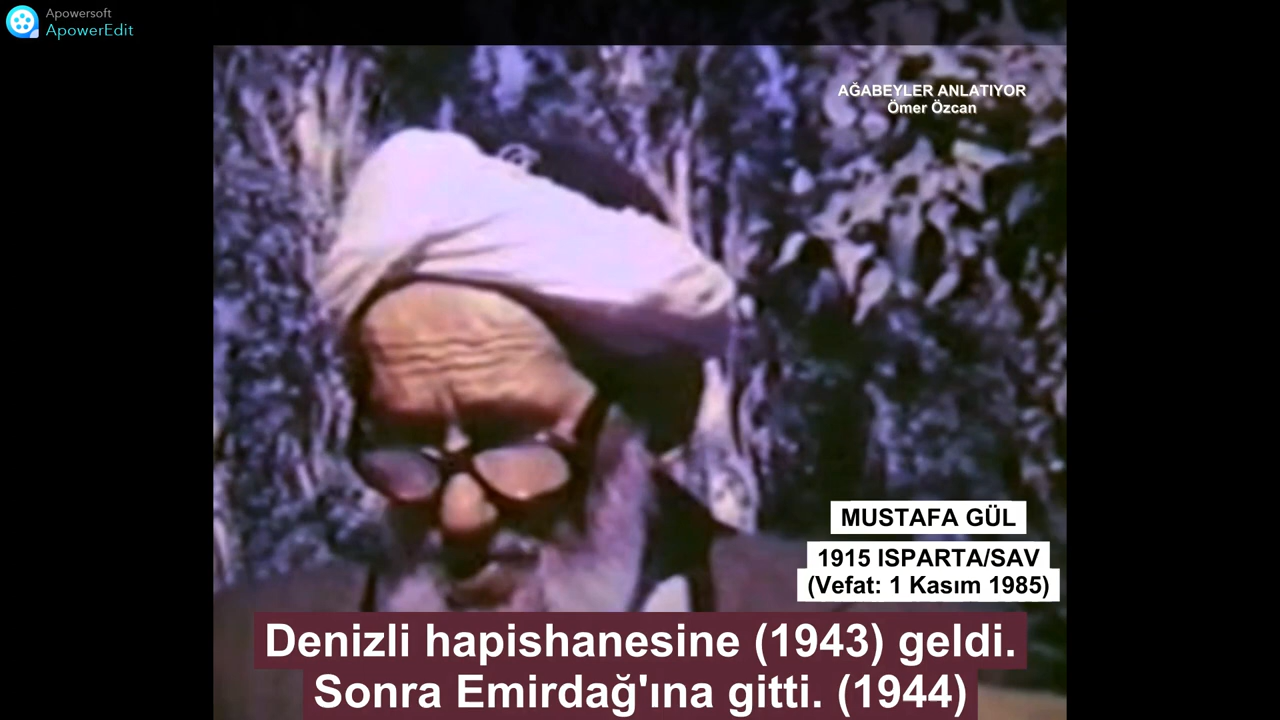 Apowersoft
ApowerEdit
AĞABEYLER ANLATIYOR
Ömer Özcan
MUSTAFA GÜL
1915 ISPARTA/SAV
(Vefat: 1 Kasım 1985)
Denizli hapishanesine (1943) geldi.
Sonra Emirdağ'ına gitti. (1944)